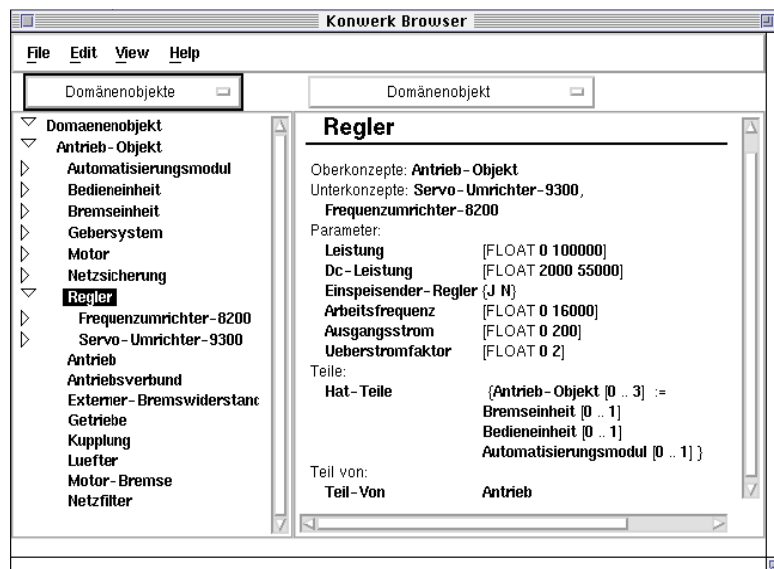 Konwerk Browser
File Edit View Help
Domänenobjekte
Domänenobjekt
Domaenenobjekt
Antrieb-Objekt
Automatisierungsmodul
Bedieneinheit
Bremseinheit
Gebersystem
Motor
Netzsicherung
Regler
Frequenzumrichter-8200
Servo-Umrichter-9300
Antrieb
Antriebsverbund
Externer-Bremswiderstand
Getriebe
Kupplung
Luefter
Motor-Bremse
Netzfilter
Regler
Oberkonzepte: Antrieb-Objekt
Unterkonzepte: Servo-Umrichter-9300,
Frequenzumrichter-8200
Parameter:
Leistung [FLOAT 0 100000]
Dc-Leistung [FLOAT 2000 55000]
Einspeisender-Regler {J N}
Arbeitsfrequenz [FLOAT 0 16000]
Ausgangsstrom [FLOAT 0 200]
Ueberstromfaktor [FLOAT 0 2]
Teile:
Hat-Teile {Antrieb-Objekt [0 .. 3] :=
Bremseinheit [0 .. 1]
Bedieneinheit [0 .. 1]
Automatisierungsmodul [0 .. 1] }
Teil von:
Teil-Von Antrieb